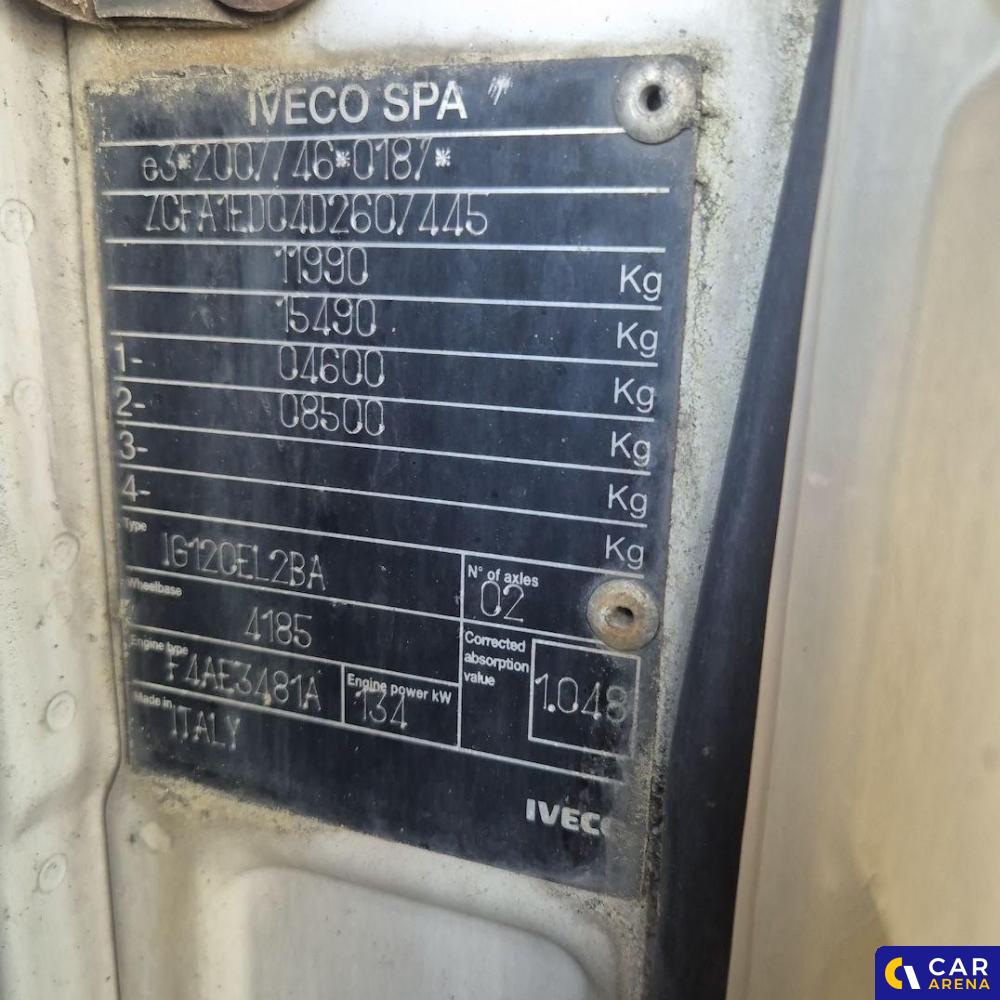 IVECO SPA
e3*2007/46*0187*
ZCFA1ED04D2607445
11990 Kg
15490 Kg
1- 04600 Kg
2- 08500 Kg
3- Kg
4- Kg
Type IG120EL2BA
N° of axles 02
Wheelbase 4185
Corrected absorption value 1.048
Engine type F4AE3481A
Engine power kW 134
Made in ITALY
IVECO
CAR
ARENA